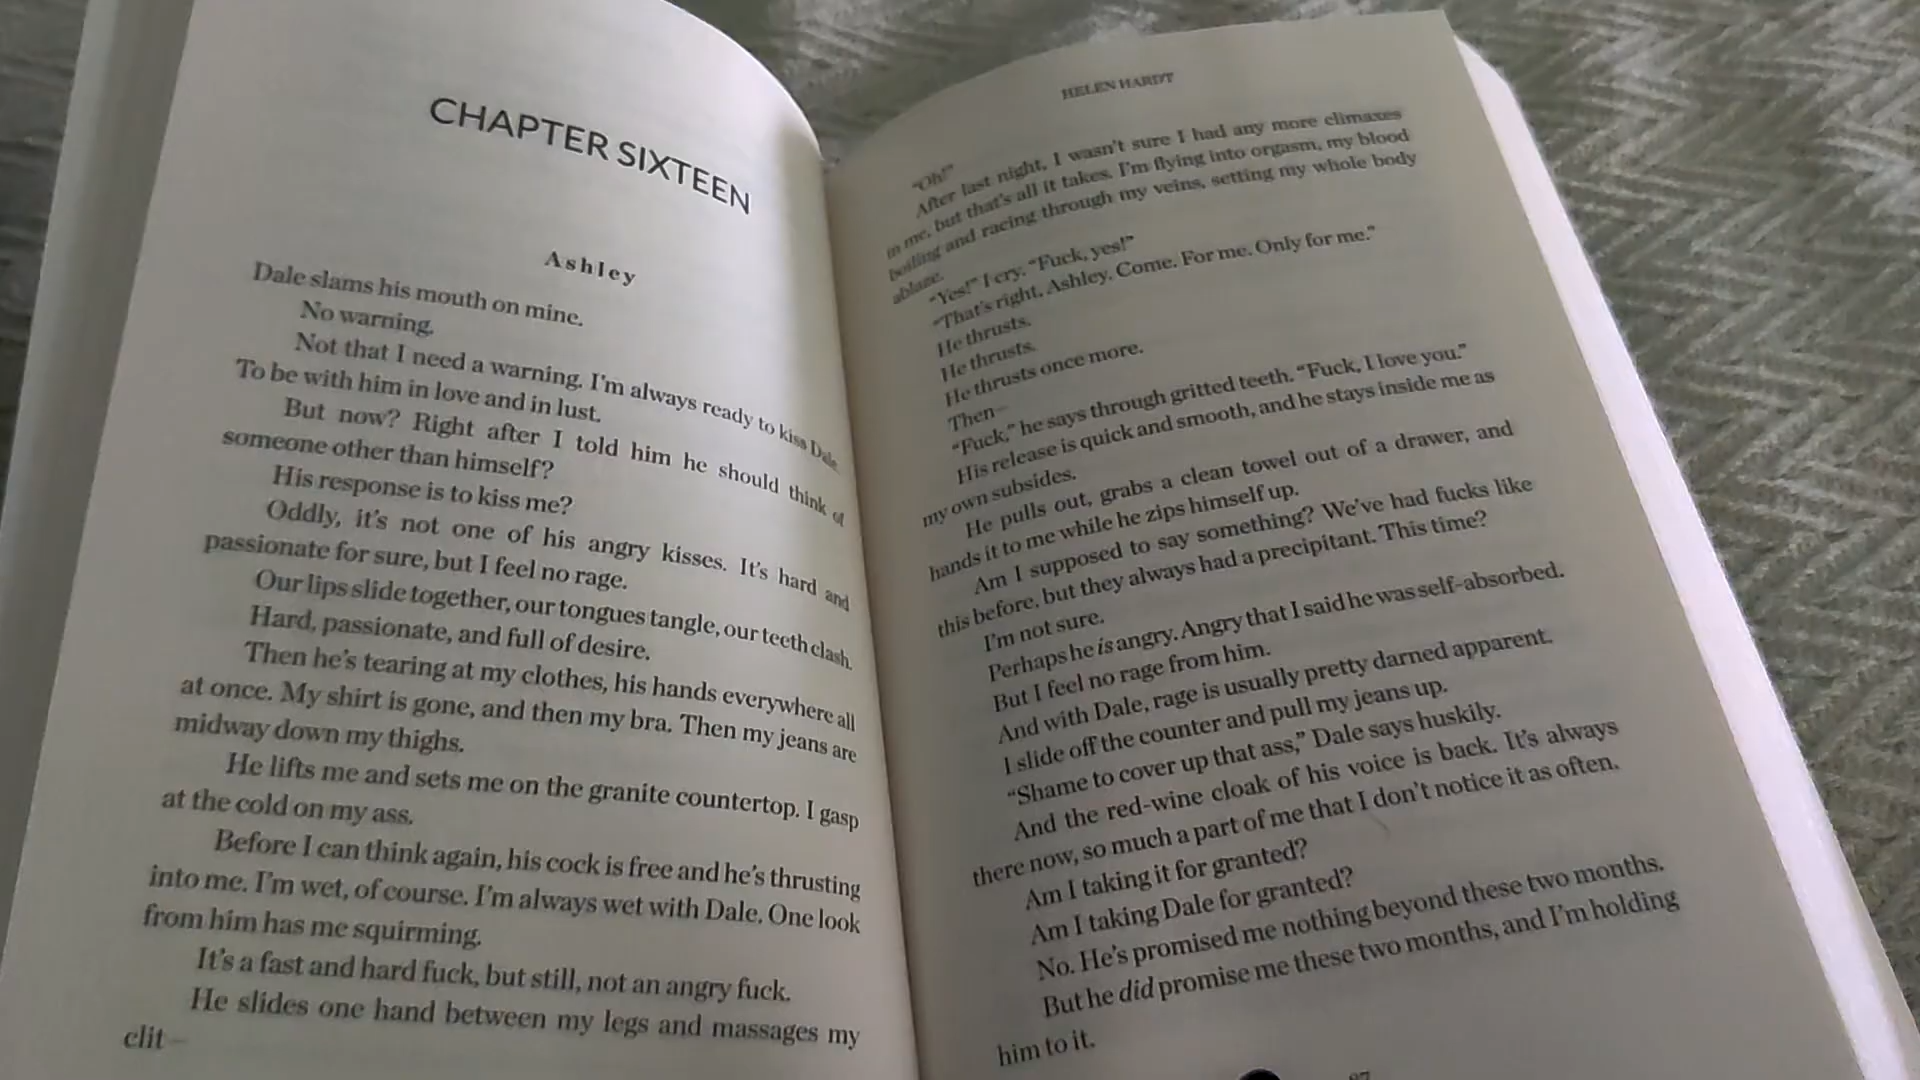 CHAPTER SIXTEEN
Ashley
Dale slams his mouth on mine.
No warning.
Not that I need a warning. I'm always ready to kiss Dale.
To be with him in love and in lust.
But now? Right after I told him he should think of
someone other than himself?
His response is to kiss me?
Oddly, it's not one of his angry kisses. It's hard and
passionate for sure, but I feel no rage.
Our lips slide together, our tongues tangle, our teeth clash.
Hard, passionate, and full of desire.
Then he's tearing at my clothes, his hands everywhere all
at once. My shirt is gone, and then my bra. Then my jeans are
midway down my thighs.
He lifts me and sets me on the granite countertop. I gasp
at the cold on my ass.
Before I can think again, his cock is free and he's thrusting
into me. I'm wet, of course. I'm always wet with Dale. One look
from him has me squirming.
It's a fast and hard fuck, but still, not an angry fuck.
He slides one hand between my legs and massages my
clit—
HELEN HARDT
"Oh!"
After last night, I wasn't sure I had any more climaxes
in me, but that's all it takes. I'm flying into orgasm, my blood
boiling and racing through my veins, setting my whole body
ablaze.
"Yes!" I cry. "Fuck, yes!"
"That's right, Ashley. Come. For me. Only for me."
He thrusts.
He thrusts.
He thrusts once more.
Then—
"Fuck," he says through gritted teeth. "Fuck, I love you."
His release is quick and smooth, and he stays inside me as
my own subsides.
He pulls out, grabs a clean towel out of a drawer, and
hands it to me while he zips himself up.
Am I supposed to say something? We've had fucks like
this before, but they always had a precipitant. This time?
I'm not sure.
Perhaps he is angry. Angry that I said he was self-absorbed.
But I feel no rage from him.
And with Dale, rage is usually pretty darned apparent.
I slide off the counter and pull my jeans up.
"Shame to cover up that ass," Dale says huskily.
And the red-wine cloak of his voice is back. It's always
there now, so much a part of me that I don't notice it as often.
Am I taking it for granted?
Am I taking Dale for granted?
No. He's promised me nothing beyond these two months.
But he did promise me these two months, and I'm holding
him to it.